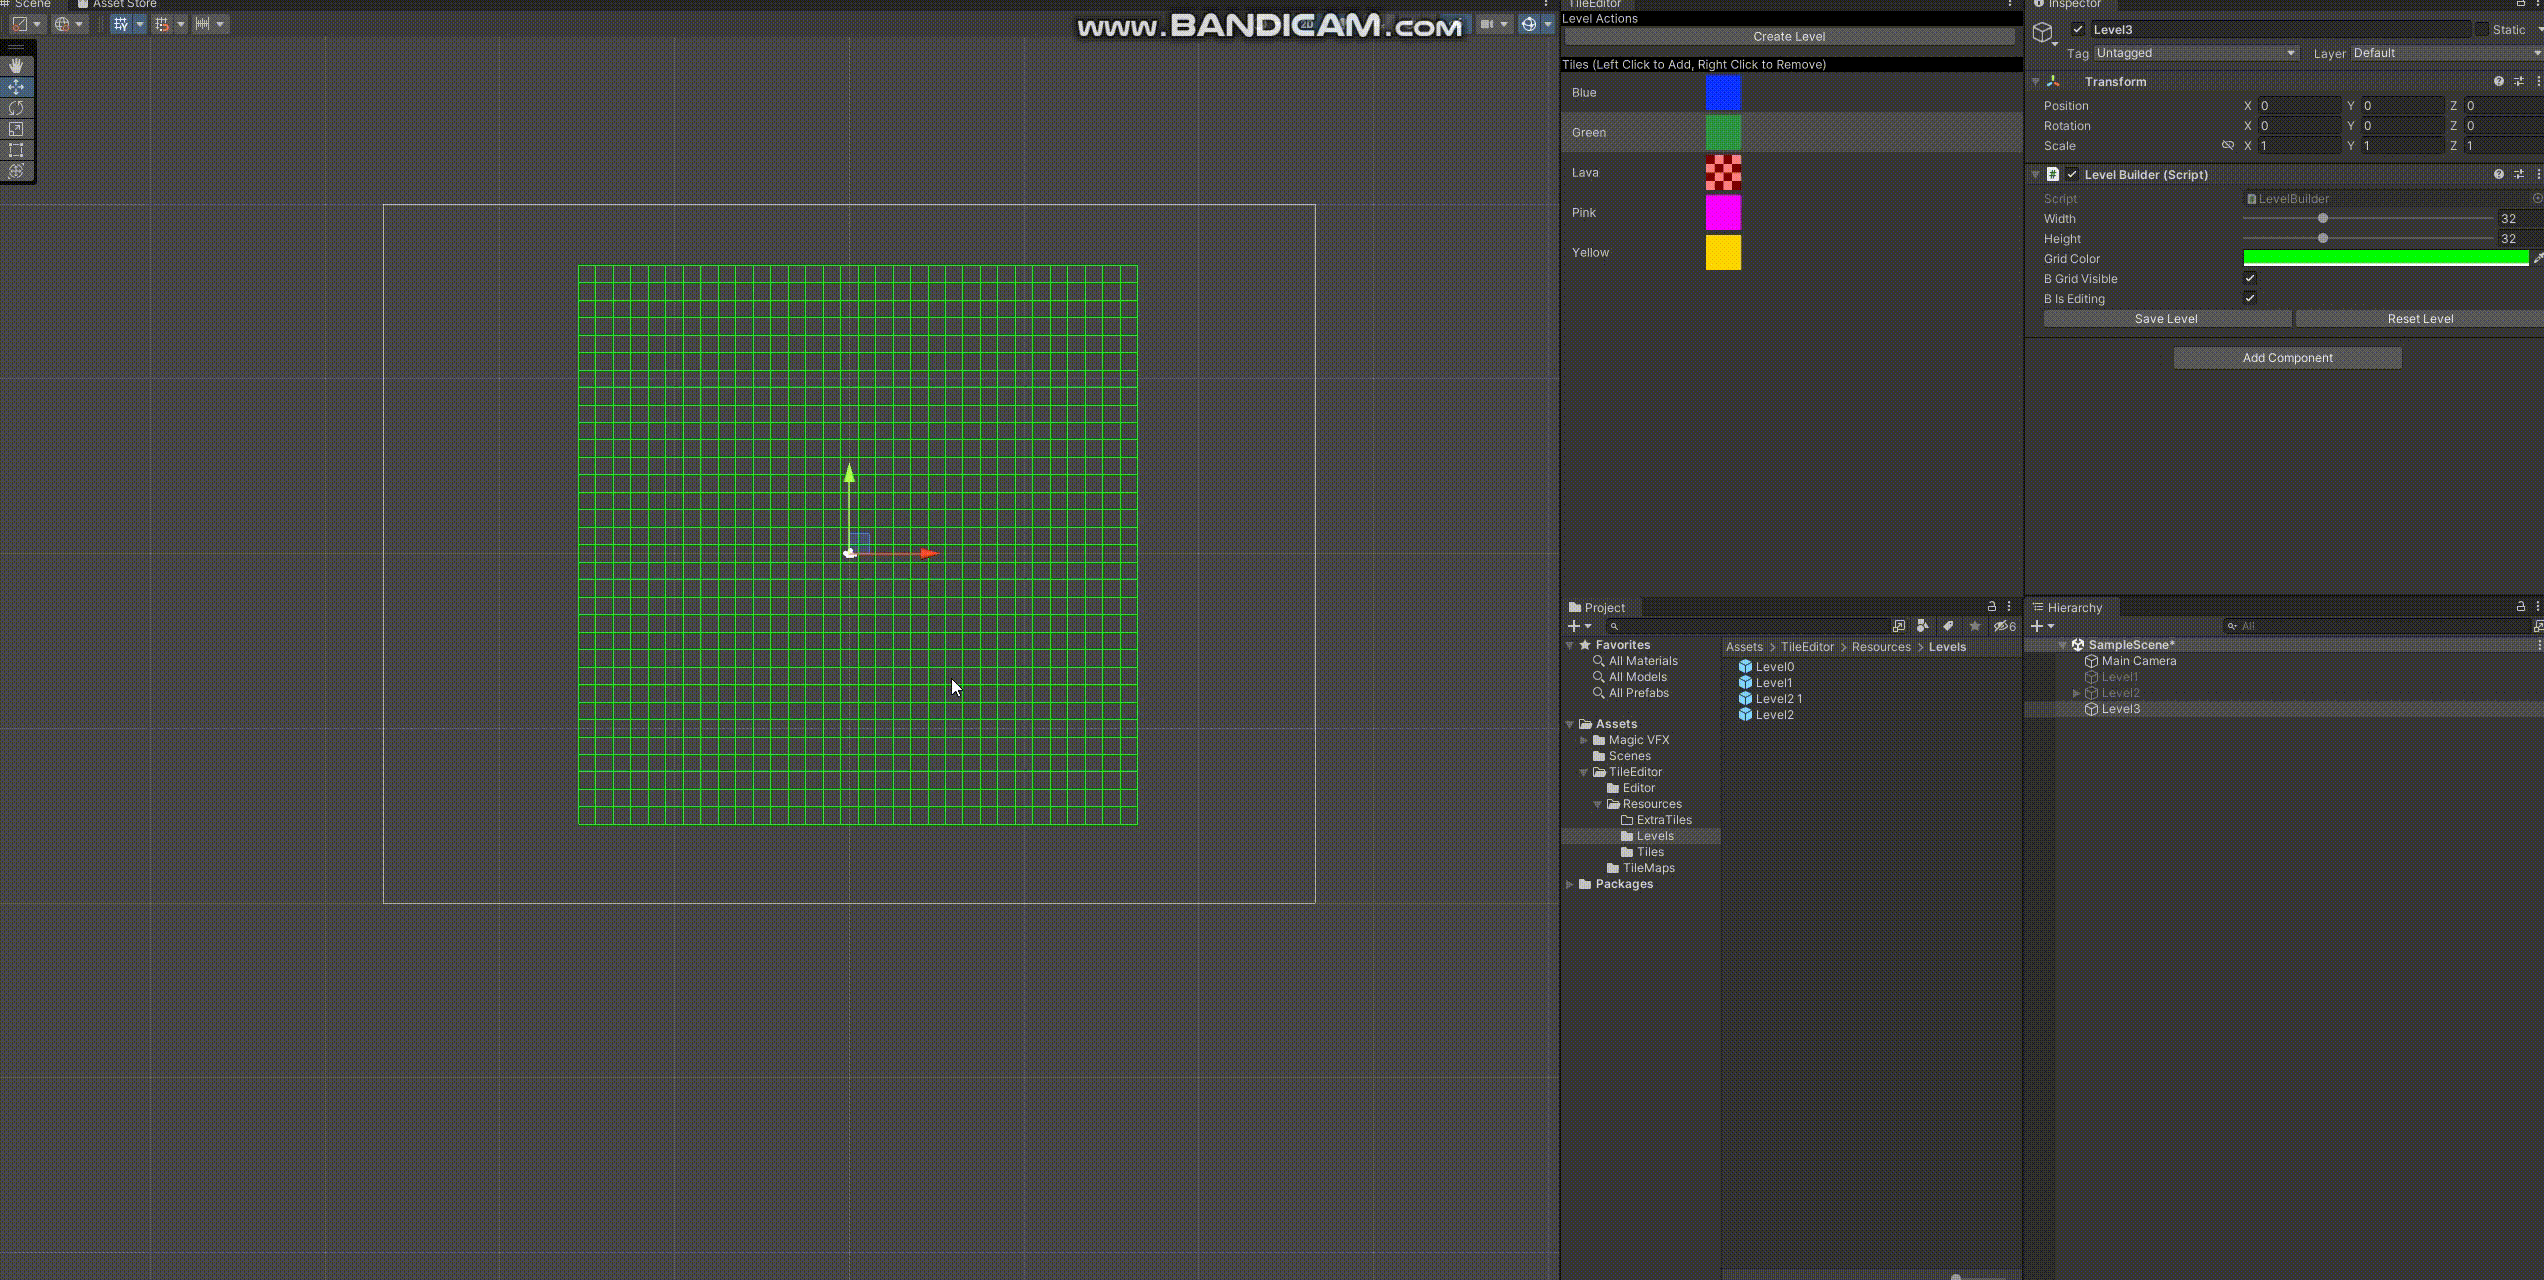 Scene
Asset Store
www.BANDICAM.com
2D
TileEditor
Level Actions
Create Level
Tiles (Left Click to Add, Right Click to Remove)
Blue
Green
Lava
Pink
Yellow
Inspector
Level3
Static
Tag Untagged
Layer Default
Transform
Position X 0 Y 0 Z 0
Rotation X 0 Y 0 Z 0
Scale X 1 Y 1 Z 1
Level Builder (Script)
Script LevelBuilder
Width 32
Height 32
Grid Color
B Grid Visible
B Is Editing
Save Level
Reset Level
Add Component
Project
6
Favorites
All Materials
All Models
All Prefabs
Assets
Magic VFX
Scenes
TileEditor
Editor
Resources
ExtraTiles
Levels
Tiles
TileMaps
Packages
Assets > TileEditor > Resources > Levels
Level0
Level1
Level2 1
Level2
Hierarchy
All
SampleScene*
Main Camera
Level1
Level2
Level3